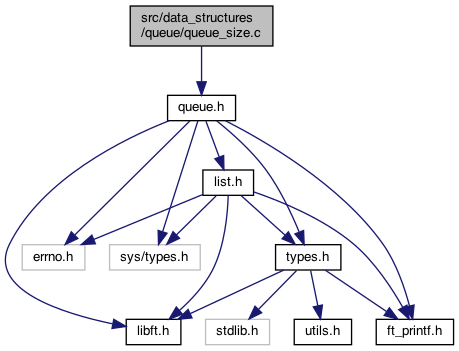 src/data_structures
/queue/queue_size.c
queue.h
list.h
errno.h
sys/types.h
types.h
libft.h
stdlib.h
utils.h
ft_printf.h